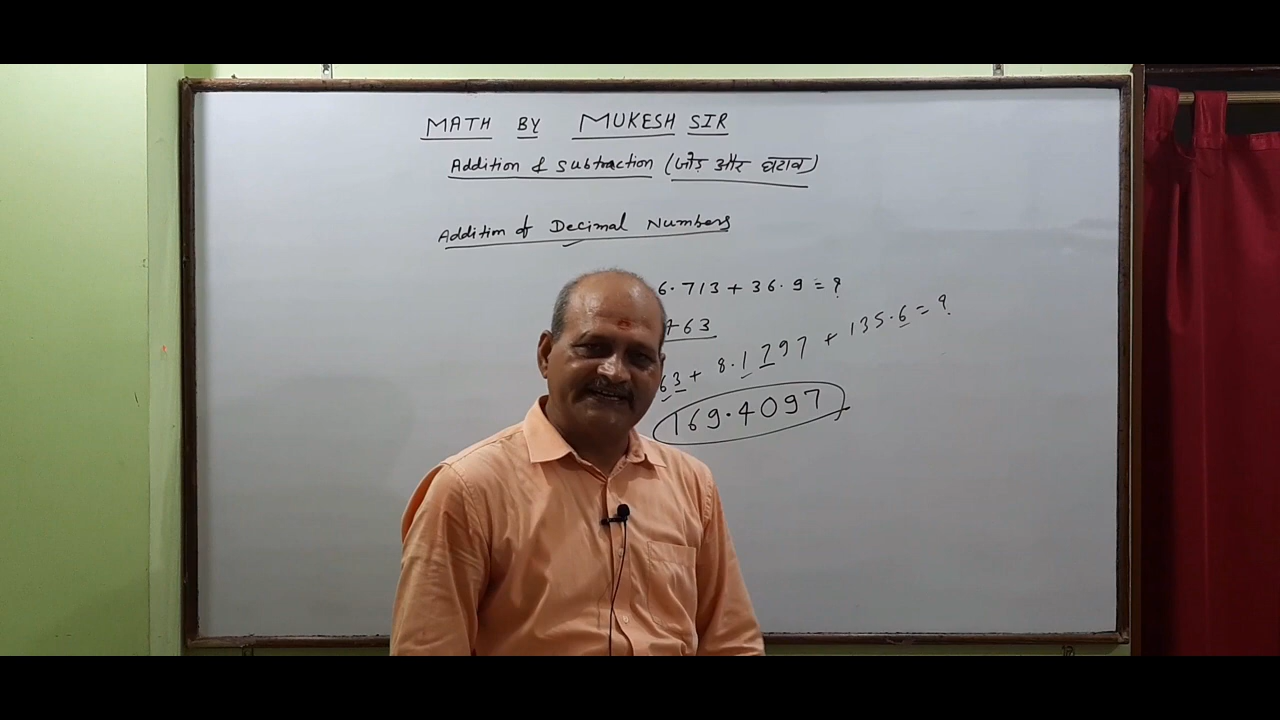 MATH BY MUKESH SIR
Addition & Subtraction (जोड़ और घटाव)
Addition of Decimal Numbers
6.713 + 36.9 = ?
763
63 + 8.1797 + 135.6 = ?
169.4097